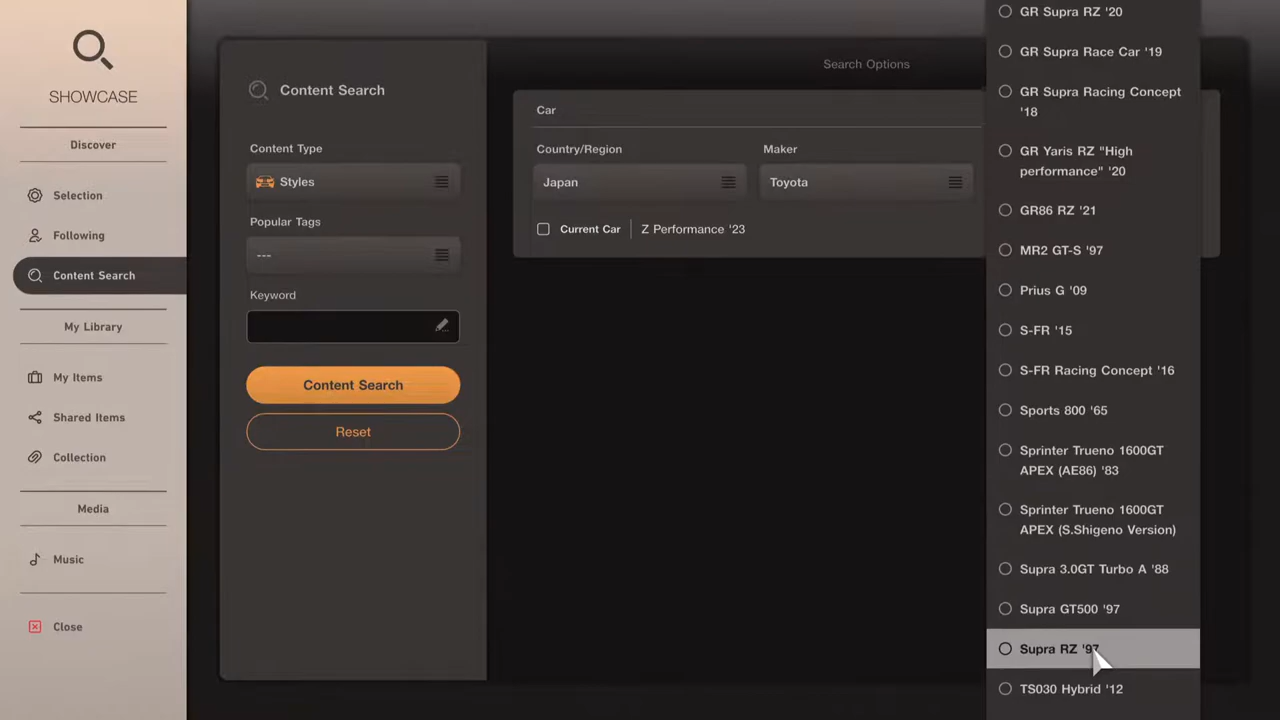 SHOWCASE
Discover
Selection
Following
Content Search
My Library
My Items
Shared Items
Collection
Media
Music
Close
Content Search
Content Type
Styles
Popular Tags
---
Keyword
Content Search
Reset
Search Options
Car
Country/Region
Maker
Japan
Toyota
Current Car
Z Performance '23
GR Supra RZ '20
GR Supra Race Car '19
GR Supra Racing Concept
'18
GR Yaris RZ "High
performance" '20
GR86 RZ '21
MR2 GT-S '97
Prius G '09
S-FR '15
S-FR Racing Concept '16
Sports 800 '65
Sprinter Trueno 1600GT
APEX (AE86) '83
Sprinter Trueno 1600GT
APEX (S.Shigeno Version)
Supra 3.0GT Turbo A '88
Supra GT500 '97
Supra RZ '97
TS030 Hybrid '12